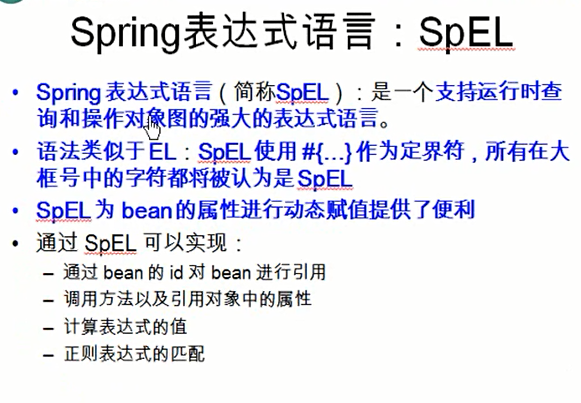 Spring表达式语言：SpEL
• Spring 表达式语言（简称SpEL）：是一个支持运行时查
询和操作对象图的强大的表达式语言。
• 语法类似于 EL：SpEL 使用 #{...} 作为定界符，所有在大
框号中的字符都将被认为是 SpEL
• SpEL 为 bean 的属性进行动态赋值提供了便利
• 通过 SpEL 可以实现：
– 通过 bean 的 id 对 bean 进行引用
– 调用方法以及引用对象中的属性
– 计算表达式的值
– 正则表达式的匹配